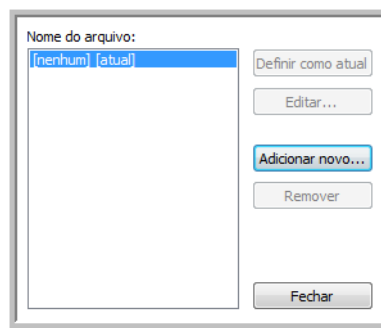 Nome do arquivo:
[nenhum] [atual]
Definir como atual
Editar...
Adicionar novo...
Remover
Fechar